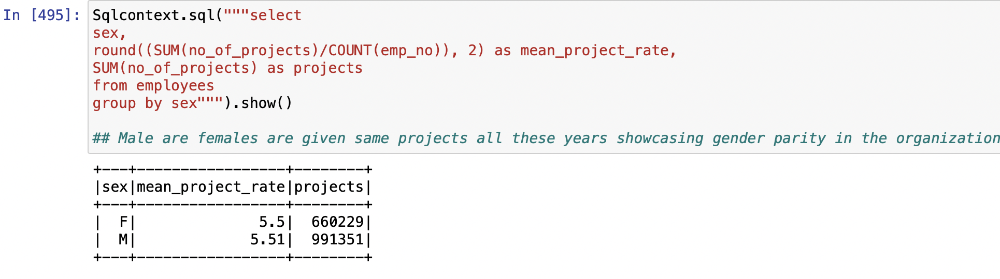 In [495]: Sqlcontext.sql("""select
sex,
round((SUM(no_of_projects)/COUNT(emp_no)), 2) as mean_project_rate,
SUM(no_of_projects) as projects
from employees
group by sex""").show()
## Male are females are given same projects all these years showcasing gender parity in the organization
+---+-----------------+--------+
|sex|mean_project_rate|projects|
+---+-----------------+--------+
|  F|              5.5|  660229|
|  M|             5.51|  991351|
+---+-----------------+--------+